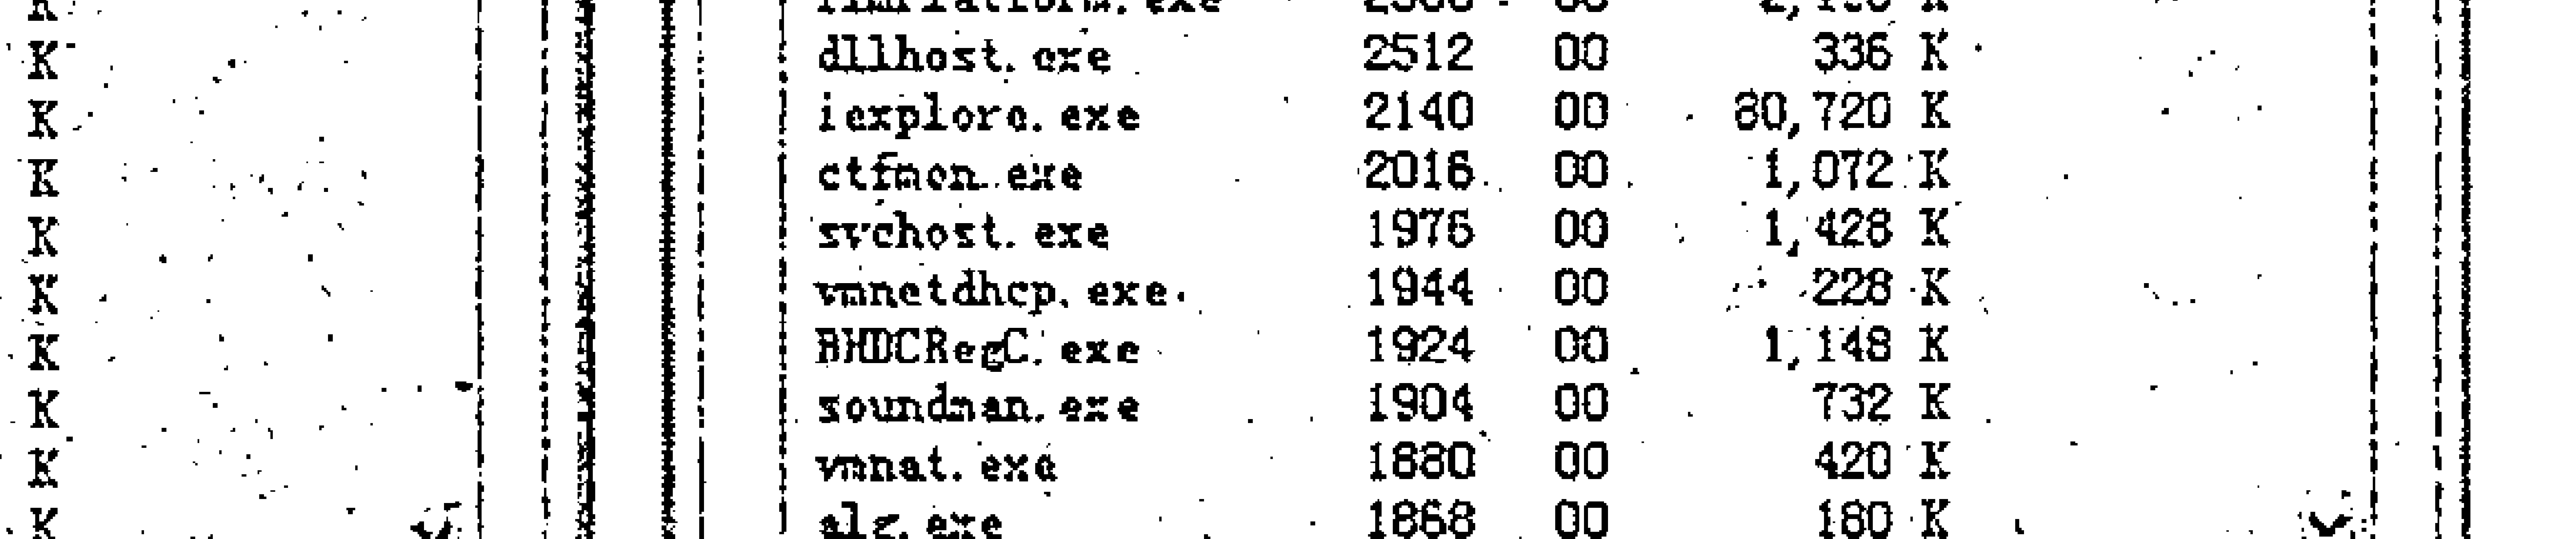 K
K dllhost.exe 2512 00 336 K
K iexplore.exe 2140 00 80,720 K
K ctfmon.exe 2016 00 1,072 K
K svchost.exe 1976 00 1,428 K
K vmnetdhcp.exe 1944 00 228 K
K BHDCRegC.exe 1924 00 1,148 K
K soundman.exe 1904 00 732 K
K vmnat.exe 1880 00 420 K
K alg.exe 1868 00 180 K